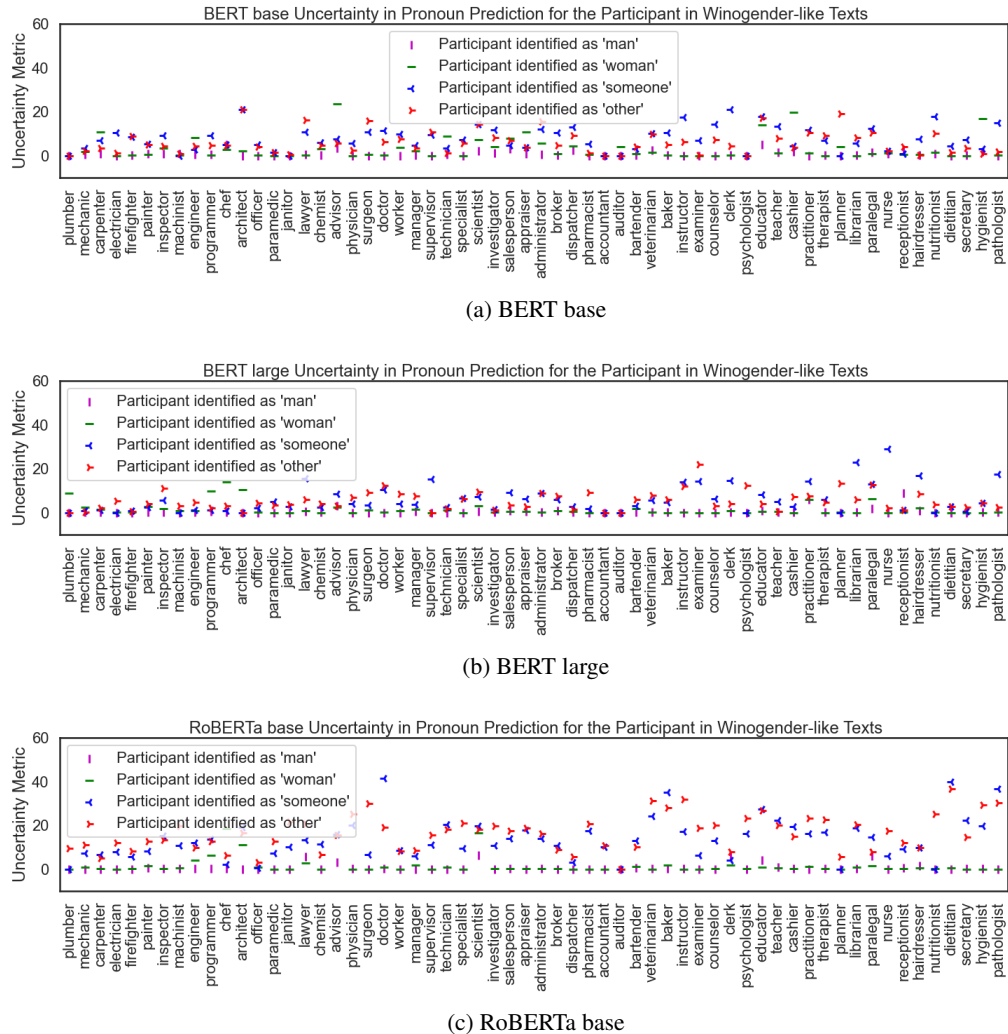 BERT base Uncertainty in Pronoun Prediction for the Participant in Winogender-like Texts
60
40
20
0
Uncertainty Metric
Participant identified as 'man'
Participant identified as 'woman'
Participant identified as 'someone'
Participant identified as 'other'
plumber
mechanic
carpenter
electrician
firefighter
painter
inspector
machinist
engineer
programmer
chef
architect
officer
paramedic
janitor
lawyer
chemist
advisor
physician
surgeon
doctor
worker
manager
supervisor
technician
specialist
scientist
investigator
salesperson
appraiser
administrator
broker
dispatcher
pharmacist
accountant
auditor
bartender
veterinarian
baker
instructor
examiner
counselor
clerk
psychologist
educator
teacher
cashier
practitioner
therapist
planner
librarian
paralegal
nurse
receptionist
hairdresser
nutritionist
dietitian
secretary
hygienist
pathologist
(a) BERT base
BERT large Uncertainty in Pronoun Prediction for the Participant in Winogender-like Texts
60
40
20
0
Uncertainty Metric
Participant identified as 'man'
Participant identified as 'woman'
Participant identified as 'someone'
Participant identified as 'other'
plumber
mechanic
carpenter
electrician
firefighter
painter
inspector
machinist
engineer
programmer
chef
architect
officer
paramedic
janitor
lawyer
chemist
advisor
physician
surgeon
doctor
worker
manager
supervisor
technician
specialist
scientist
investigator
salesperson
appraiser
administrator
broker
dispatcher
pharmacist
accountant
auditor
bartender
veterinarian
baker
instructor
examiner
counselor
clerk
psychologist
educator
teacher
cashier
practitioner
therapist
planner
librarian
paralegal
nurse
receptionist
hairdresser
nutritionist
dietitian
secretary
hygienist
pathologist
(b) BERT large
RoBERTa base Uncertainty in Pronoun Prediction for the Participant in Winogender-like Texts
60
40
20
0
Uncertainty Metric
Participant identified as 'man'
Participant identified as 'woman'
Participant identified as 'someone'
Participant identified as 'other'
plumber
mechanic
carpenter
electrician
firefighter
painter
inspector
machinist
engineer
programmer
chef
architect
officer
paramedic
janitor
lawyer
chemist
advisor
physician
surgeon
doctor
worker
manager
supervisor
technician
specialist
scientist
investigator
salesperson
appraiser
administrator
broker
dispatcher
pharmacist
accountant
auditor
bartender
veterinarian
baker
instructor
examiner
counselor
clerk
psychologist
educator
teacher
cashier
practitioner
therapist
planner
librarian
paralegal
nurse
receptionist
hairdresser
nutritionist
dietitian
secretary
hygienist
pathologist
(c) RoBERTa base